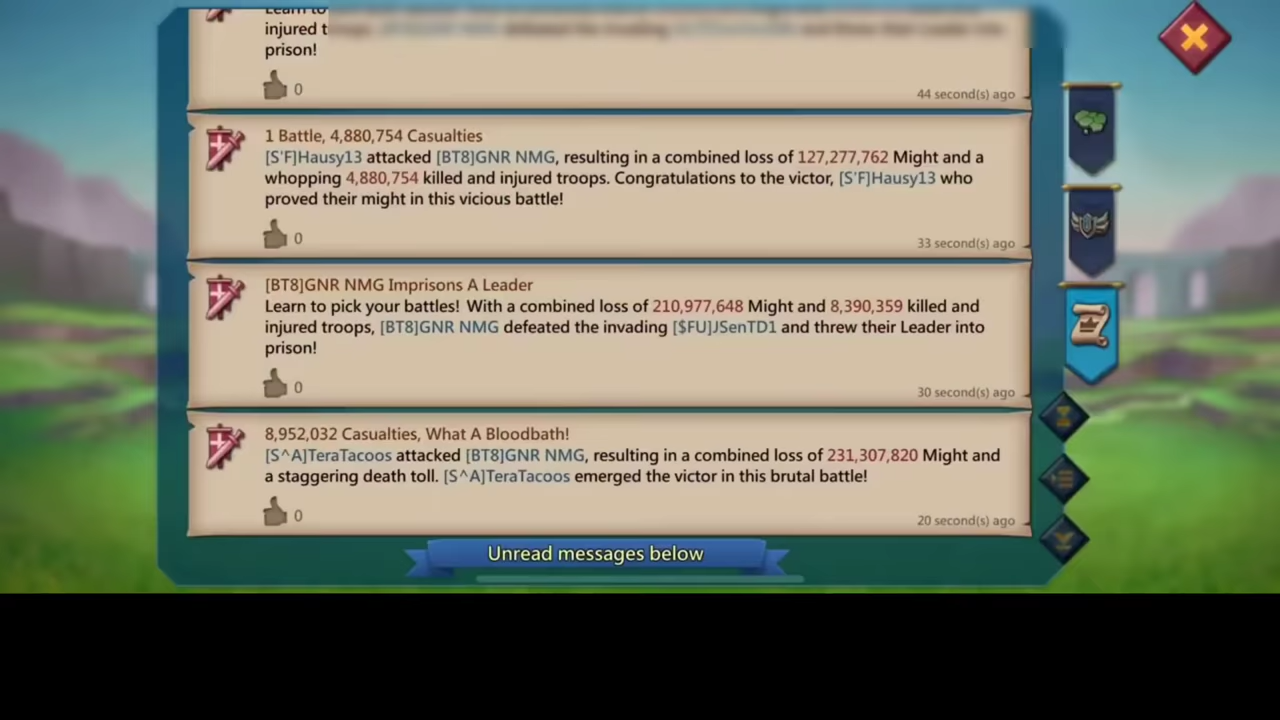 injured t
prison!
0
44 second(s) ago
1 Battle, 4,880,754 Casualties
[S'F]Hausy13 attacked [BT8]GNR NMG, resulting in a combined loss of 127,277,762 Might and a
whopping 4,880,754 killed and injured troops. Congratulations to the victor, [S'F]Hausy13 who
proved their might in this vicious battle!
0
33 second(s) ago
[BT8]GNR NMG Imprisons A Leader
Learn to pick your battles! With a combined loss of 210,977,648 Might and 8,390,359 killed and
injured troops, [BT8]GNR NMG defeated the invading [$FU]JSenTD1 and threw their Leader into
prison!
0
30 second(s) ago
8,952,032 Casualties, What A Bloodbath!
[S^A]TeraTacoos attacked [BT8]GNR NMG, resulting in a combined loss of 231,307,820 Might and
a staggering death toll. [S^A]TeraTacoos emerged the victor in this brutal battle!
0
20 second(s) ago
Unread messages below